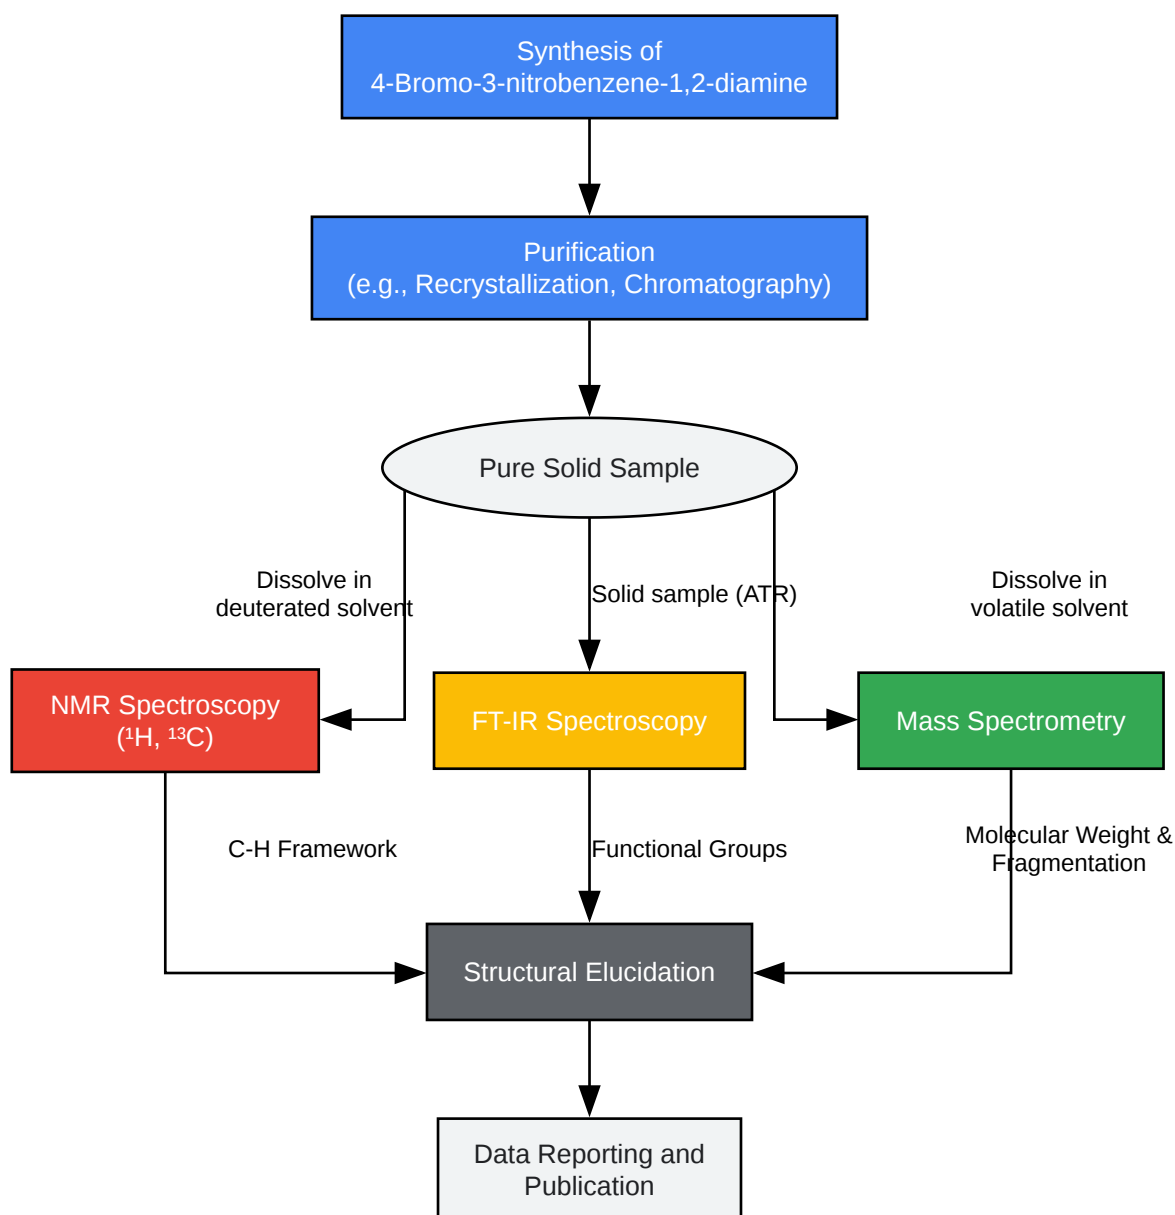 Synthesis of
4-Bromo-3-nitrobenzene-1,2-diamine
Purification
(e.g., Recrystallization, Chromatography)
Pure Solid Sample
Dissolve in
deuterated solvent
Solid sample (ATR)
Dissolve in
volatile solvent
NMR Spectroscopy
(¹H, ¹³C)
FT-IR Spectroscopy
Mass Spectrometry
C-H Framework
Functional Groups
Molecular Weight &
Fragmentation
Structural Elucidation
Data Reporting and
Publication